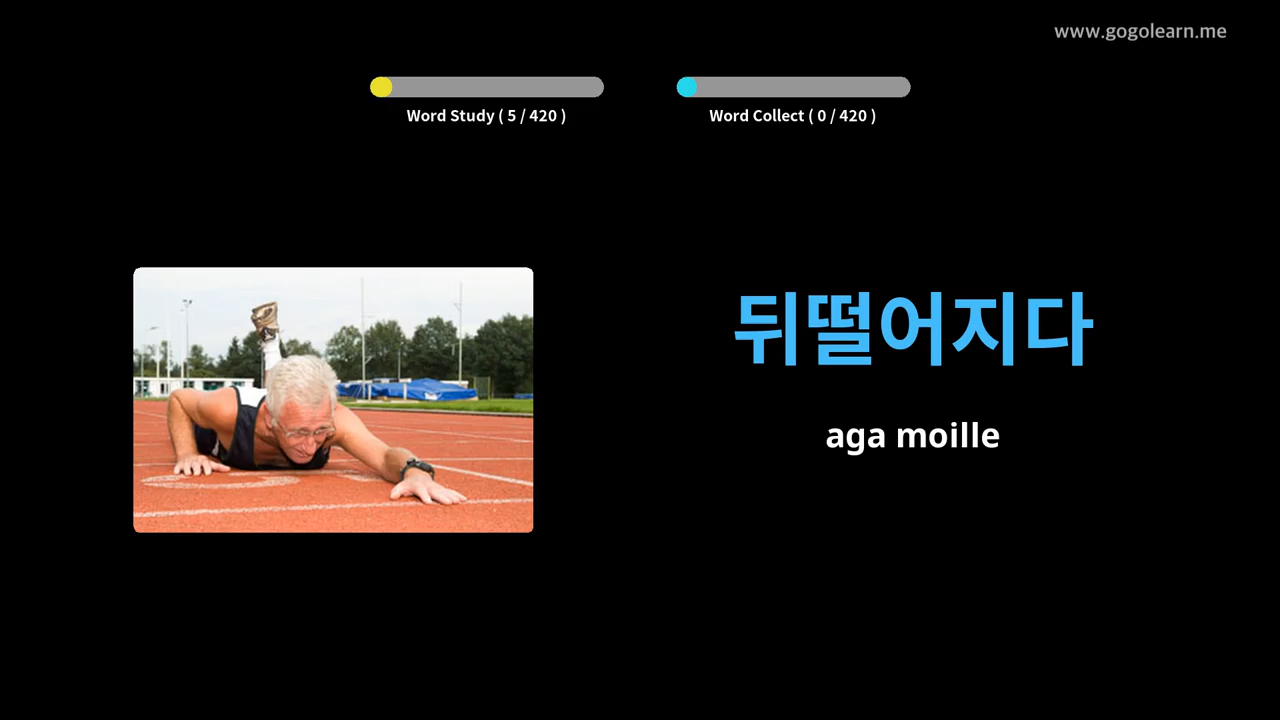 www.gogolearn.me
Word Study ( 5 / 420 )
Word Collect ( 0 / 420 )
뒤떨어지다
aga moille